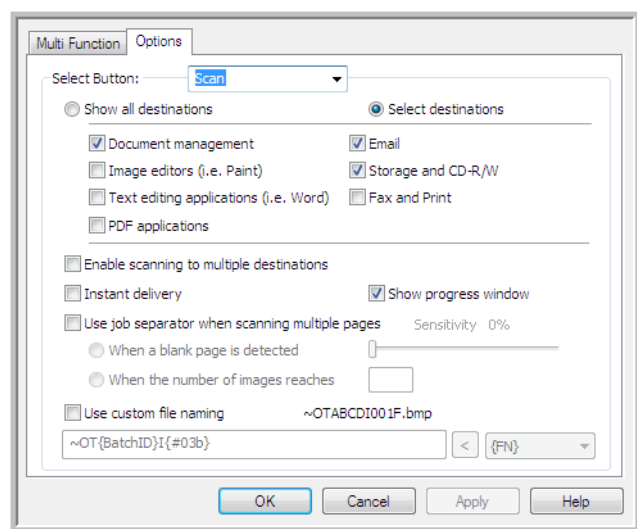 Multi Function Options
Select Button: Scan
Show all destinations Select destinations
Document management Email
Image editors (i.e. Paint) Storage and CD-R/W
Text editing applications (i.e. Word) Fax and Print
PDF applications
Enable scanning to multiple destinations
Instant delivery Show progress window
Use job separator when scanning multiple pages Sensitivity 0%
When a blank page is detected
When the number of images reaches
Use custom file naming ~OTABCDI001F.bmp
~OT{BatchID}I{#03b} < {FN}
OK Cancel Apply Help